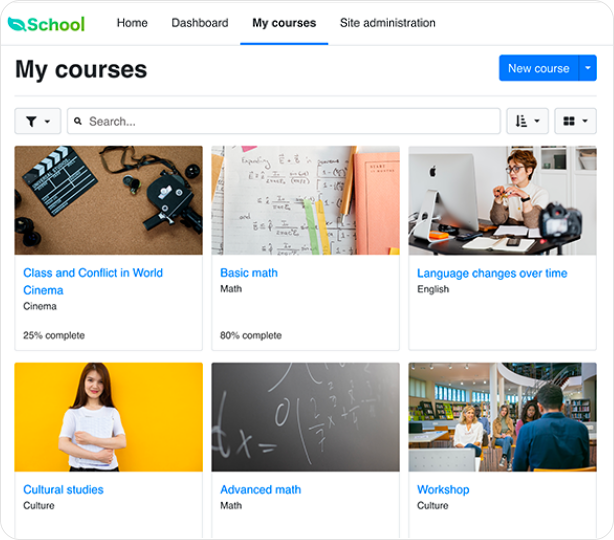 School
Home Dashboard My courses Site administration
My courses
New course
Search...
Class and Conflict in World
Cinema
Cinema
25% complete
Basic math
Math
80% complete
Language changes over time
English
Cultural studies
Culture
Advanced math
Math
Workshop
Culture